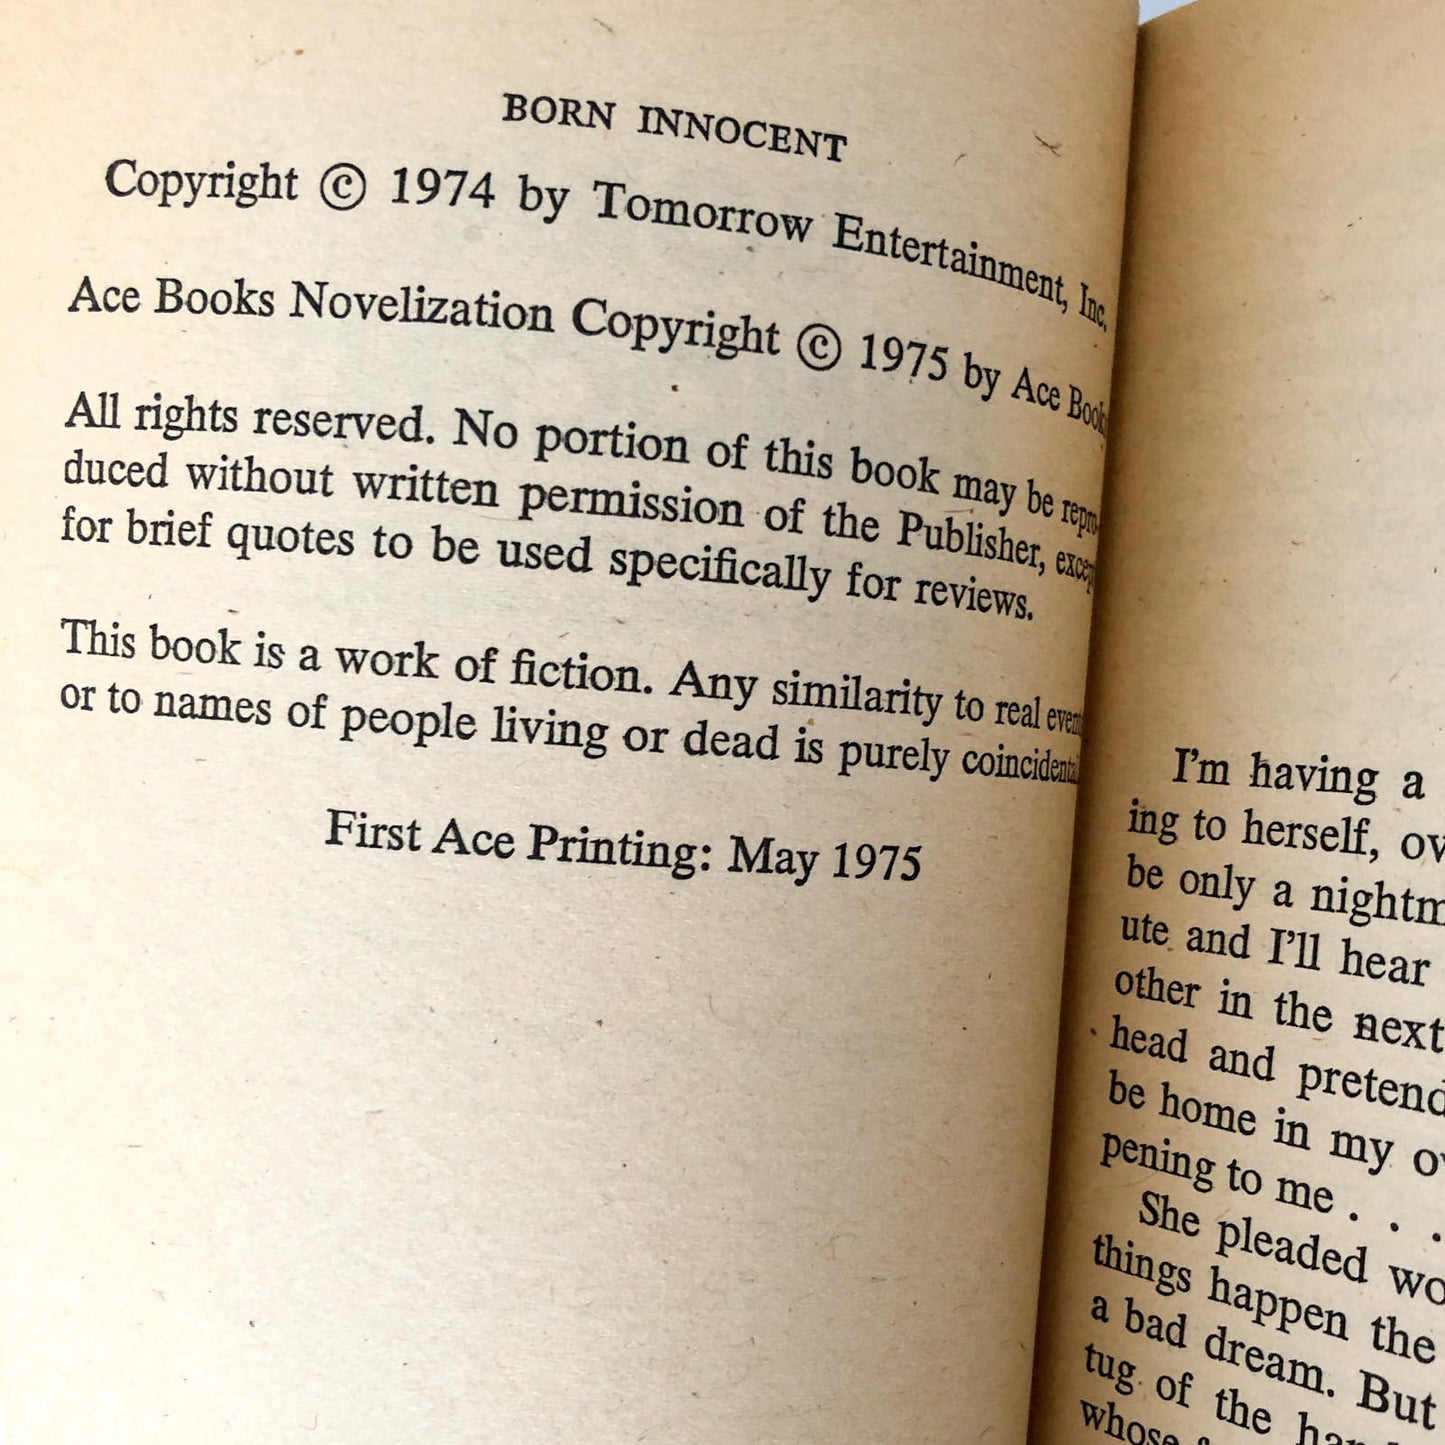 BORN INNOCENT
Copyright © 1974 by Tomorrow Entertainment, Inc.
Ace Books Novelization Copyright © 1975 by Ace Books
All rights reserved. No portion of this book may be repro-
duced without written permission of the Publisher, except
for brief quotes to be used specifically for reviews.
This book is a work of fiction. Any similarity to real events
or to names of people living or dead is purely coincidental
First Ace Printing: May 1975
I'm having a
ing to herself, ov
be only a nightm
ute and I'll hear
other in the next
head and pretend
be home in my ov
pening to me . . .
She pleaded wo
things happen the
a bad dream. But
tug of the
whose